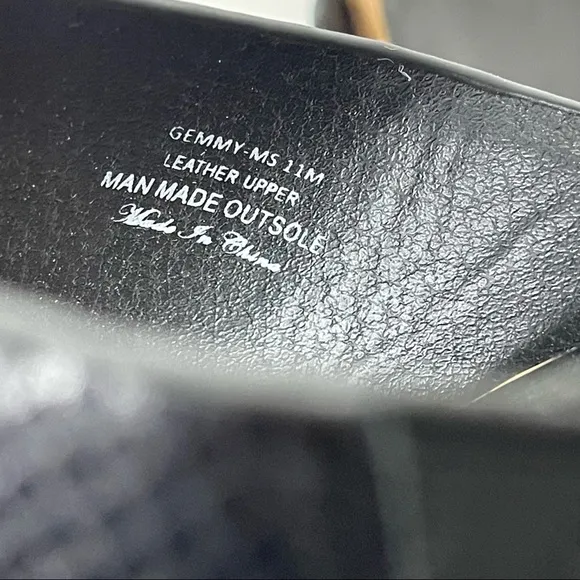 GEMMY-MS 11M
LEATHER UPPER
MAN MADE OUTSOLE
Made In China